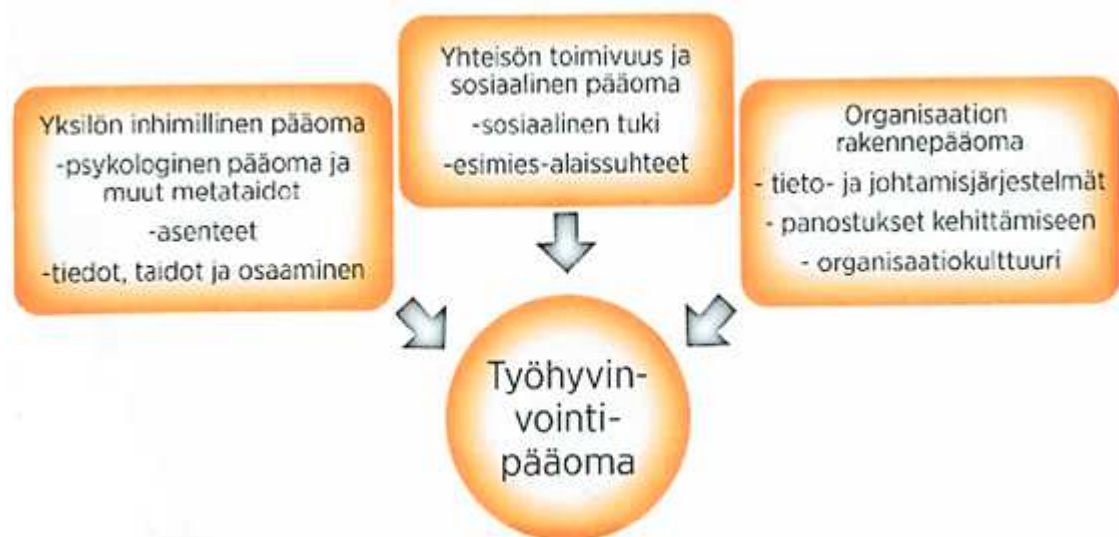 Yksilön inhimillinen pääoma
-psykologinen pääoma ja
muut metataidot
-asenteet
-tiedot, taidot ja osaaminen
Yhteisön toimivuus ja
sosiaalinen pääoma
-sosiaalinen tuki
-esimies-alaissuhteet
Organisaation
rakennepääoma
- tieto- ja johtamisjärjestelmät
- panostukset kehittämiseen
- organisaatiokulttuuri
Työhyvin-
vointi-
pääoma